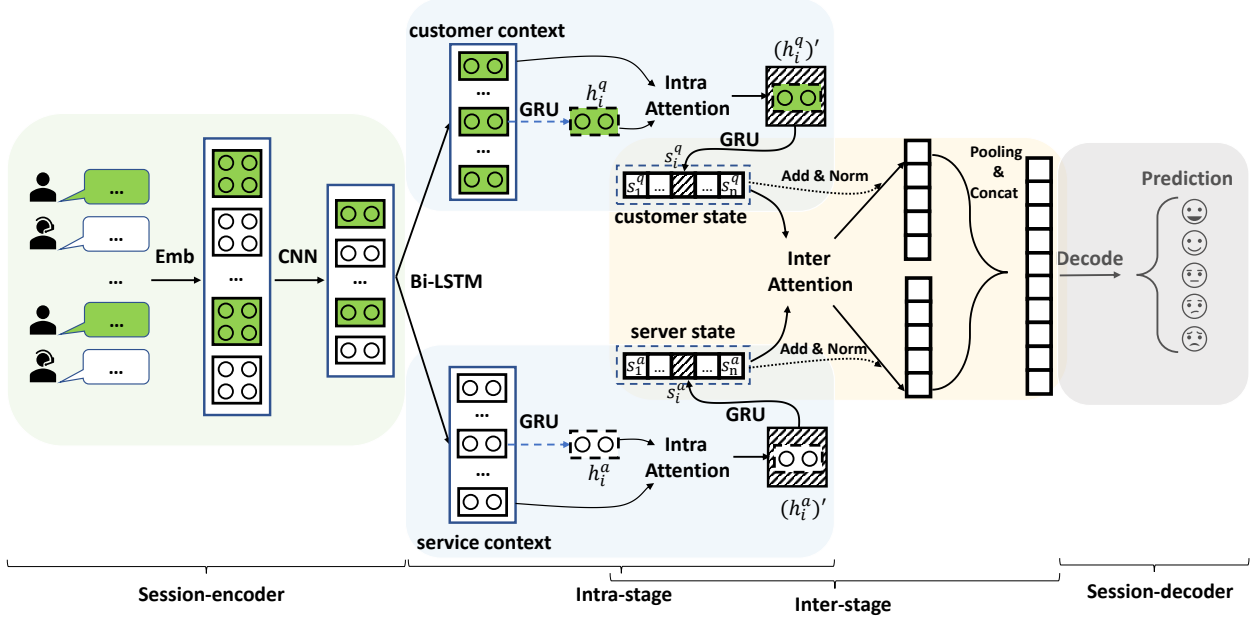 ...
...
...
...
...
Emb
...
CNN
...
Bi-LSTM
customer context
...
...
GRU
h_i^q
Intra
Attention
(h_i^q)'
GRU
s_i^q
s_1^q ... ... s_n^q
customer state
Add & Norm
Inter
Attention
server state
s_1^a ... ... s_n^a
s_i^a
Add & Norm
GRU
...
GRU
...
h_i^a
Intra
Attention
(h_i^a)'
service context
Pooling
&
Concat
Decode
Prediction
Session-encoder
Intra-stage
Inter-stage
Session-decoder